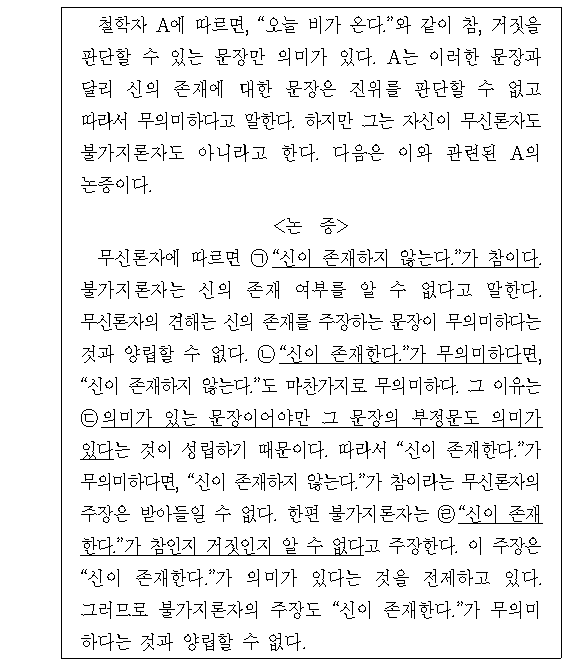 철학자 A에 따르면, “오늘 비가 온다.”와 같이 참, 거짓을
판단할 수 있는 문장만 의미가 있다. A는 이러한 문장과
달리 신의 존재에 대한 문장은 진위를 판단할 수 없고
따라서 무의미하다고 말한다. 하지만 그는 자신이 무신론자도
불가지론자도 아니라고 한다. 다음은 이와 관련된 A의
논증이다.
<논 증>
무신론자에 따르면 ㉠“신이 존재하지 않는다.”가 참이다.
불가지론자는 신의 존재 여부를 알 수 없다고 말한다.
무신론자의 견해는 신의 존재를 주장하는 문장이 무의미하다는
것과 양립할 수 없다. ㉡“신이 존재한다.”가 무의미하다면,
“신이 존재하지 않는다.”도 마찬가지로 무의미하다. 그 이유는
㉢의미가 있는 문장이어야만 그 문장의 부정문도 의미가
있다는 것이 성립하기 때문이다. 따라서 “신이 존재한다.”가
무의미하다면, “신이 존재하지 않는다.”가 참이라는 무신론자의
주장은 받아들일 수 없다. 한편 불가지론자는 ㉣“신이 존재
한다.”가 참인지 거짓인지 알 수 없다고 주장한다. 이 주장은
“신이 존재한다.”가 의미가 있다는 것을 전제하고 있다.
그러므로 불가지론자의 주장도 “신이 존재한다.”가 무의미
하다는 것과 양립할 수 없다.